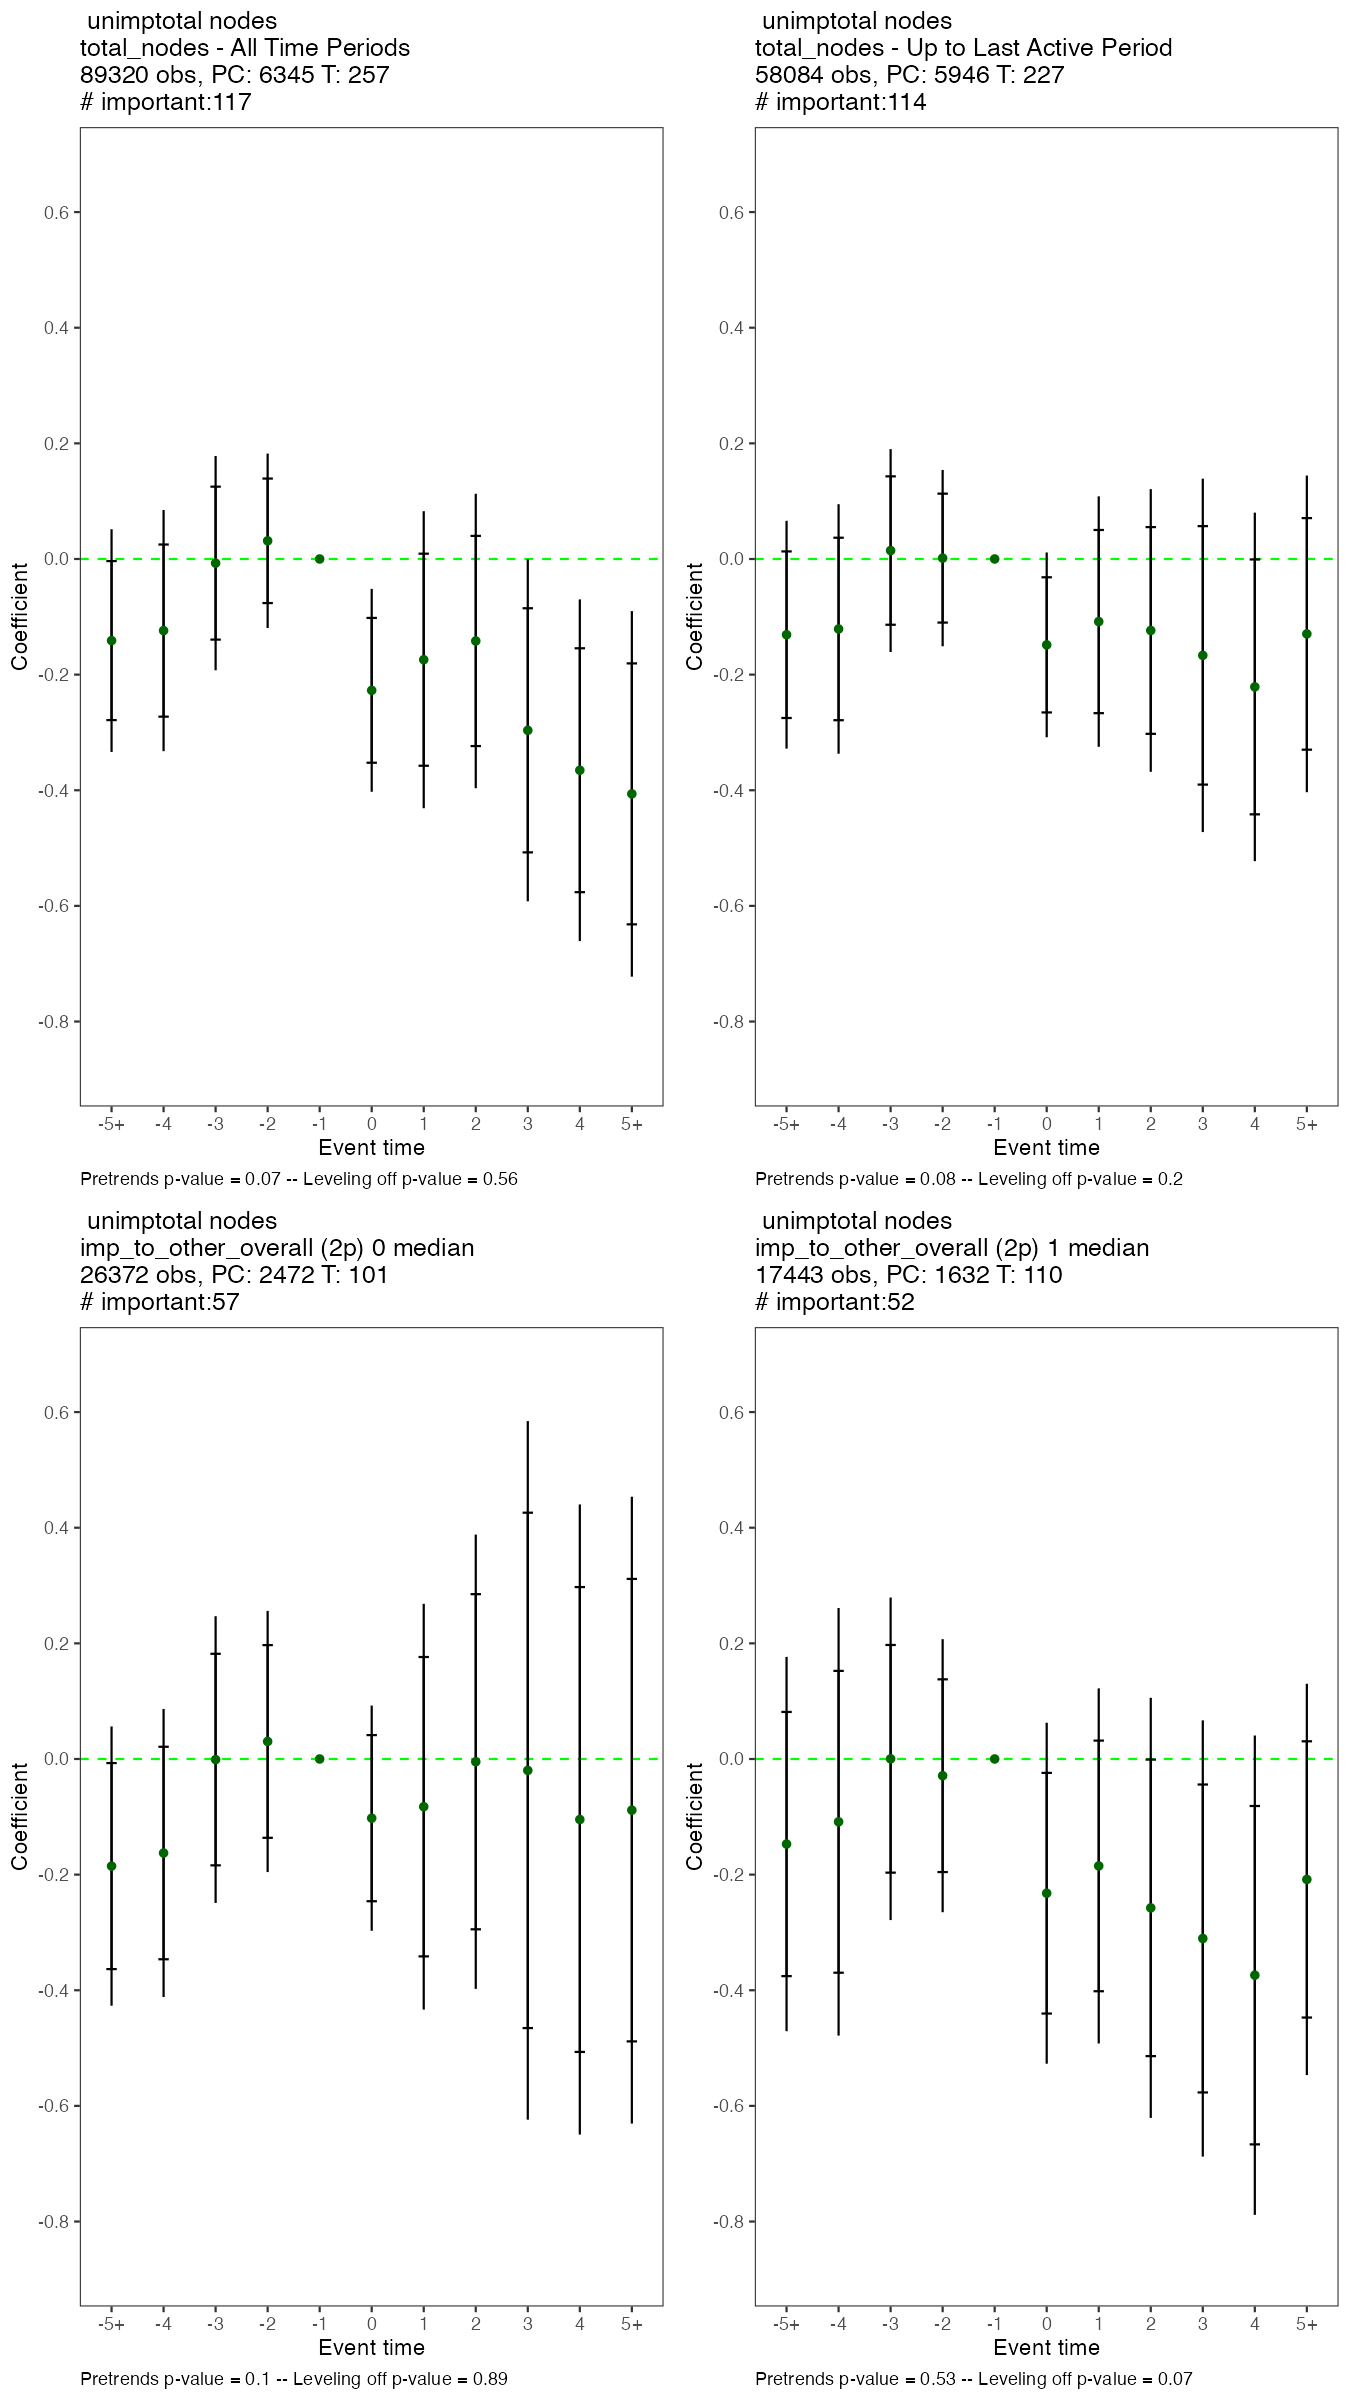 unimptotal nodes
total_nodes - All Time Periods
89320 obs, PC: 6345 T: 257
# important:117
0.6
0.4
0.2
0.0
-0.2
-0.4
-0.6
-0.8
Coefficient
-5+ -4 -3 -2 -1 0 1 2 3 4 5+
Event time
Pretrends p-value = 0.07 -- Leveling off p-value = 0.56
unimptotal nodes
total_nodes - Up to Last Active Period
58084 obs, PC: 5946 T: 227
# important:114
0.6
0.4
0.2
0.0
-0.2
-0.4
-0.6
-0.8
Coefficient
-5+ -4 -3 -2 -1 0 1 2 3 4 5+
Event time
Pretrends p-value = 0.08 -- Leveling off p-value = 0.2
unimptotal nodes
imp_to_other_overall (2p) 0 median
26372 obs, PC: 2472 T: 101
# important:57
0.6
0.4
0.2
0.0
-0.2
-0.4
-0.6
-0.8
Coefficient
-5+ -4 -3 -2 -1 0 1 2 3 4 5+
Event time
Pretrends p-value = 0.1 -- Leveling off p-value = 0.89
unimptotal nodes
imp_to_other_overall (2p) 1 median
17443 obs, PC: 1632 T: 110
# important:52
0.6
0.4
0.2
0.0
-0.2
-0.4
-0.6
-0.8
Coefficient
-5+ -4 -3 -2 -1 0 1 2 3 4 5+
Event time
Pretrends p-value = 0.53 -- Leveling off p-value = 0.07